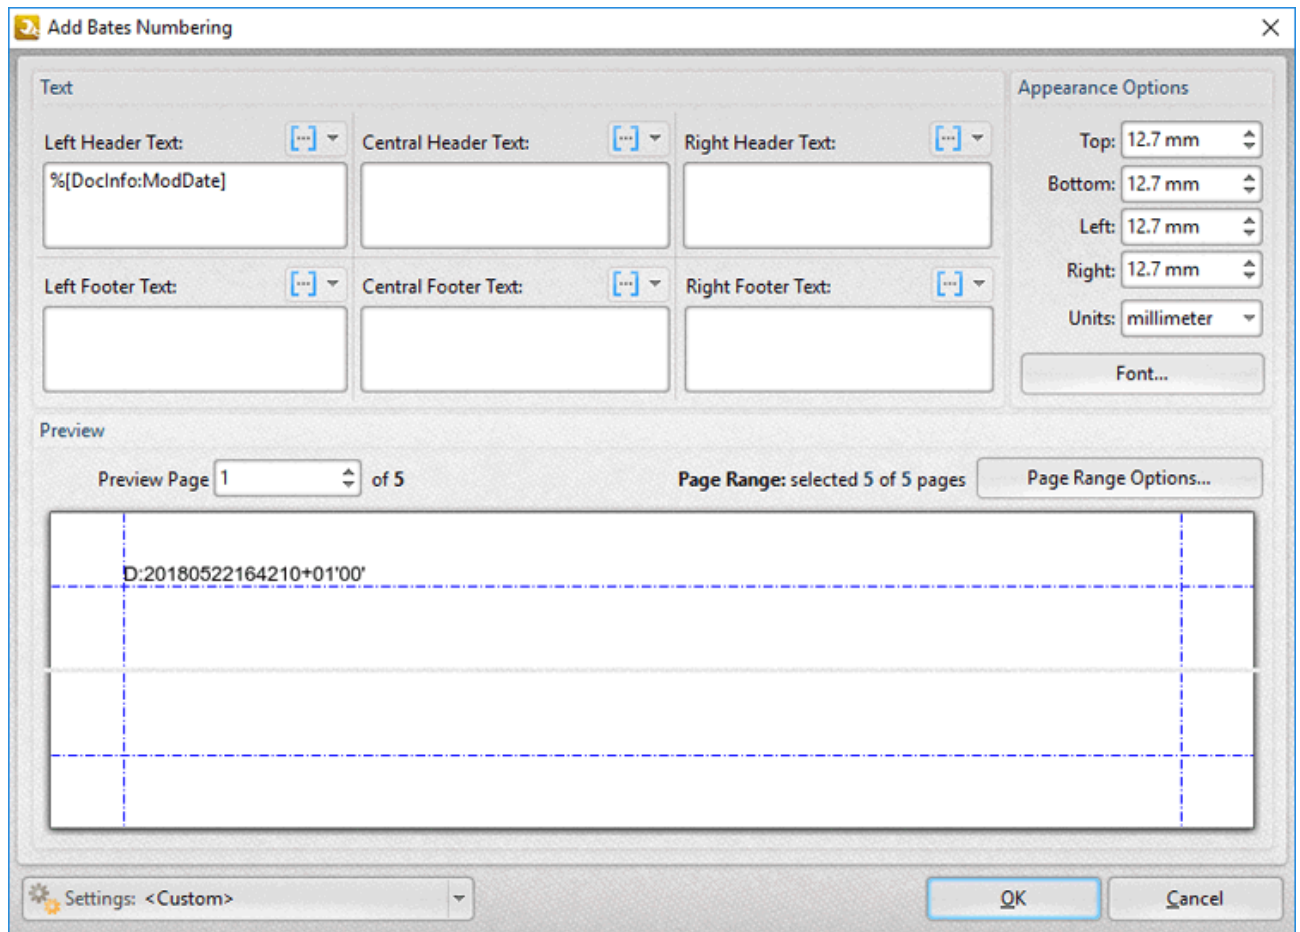 Add Bates Numbering
Text
Appearance Options
Left Header Text:
Central Header Text:
Right Header Text:
Top: 12.7 mm
%[DocInfo:ModDate]
Bottom: 12.7 mm
Left: 12.7 mm
Right: 12.7 mm
Left Footer Text:
Central Footer Text:
Right Footer Text:
Units: millimeter
Font...
Preview
Preview Page 1 of 5
Page Range: selected 5 of 5 pages
Page Range Options...
D:20180522164210+01'00'
Settings: <Custom>
OK
Cancel